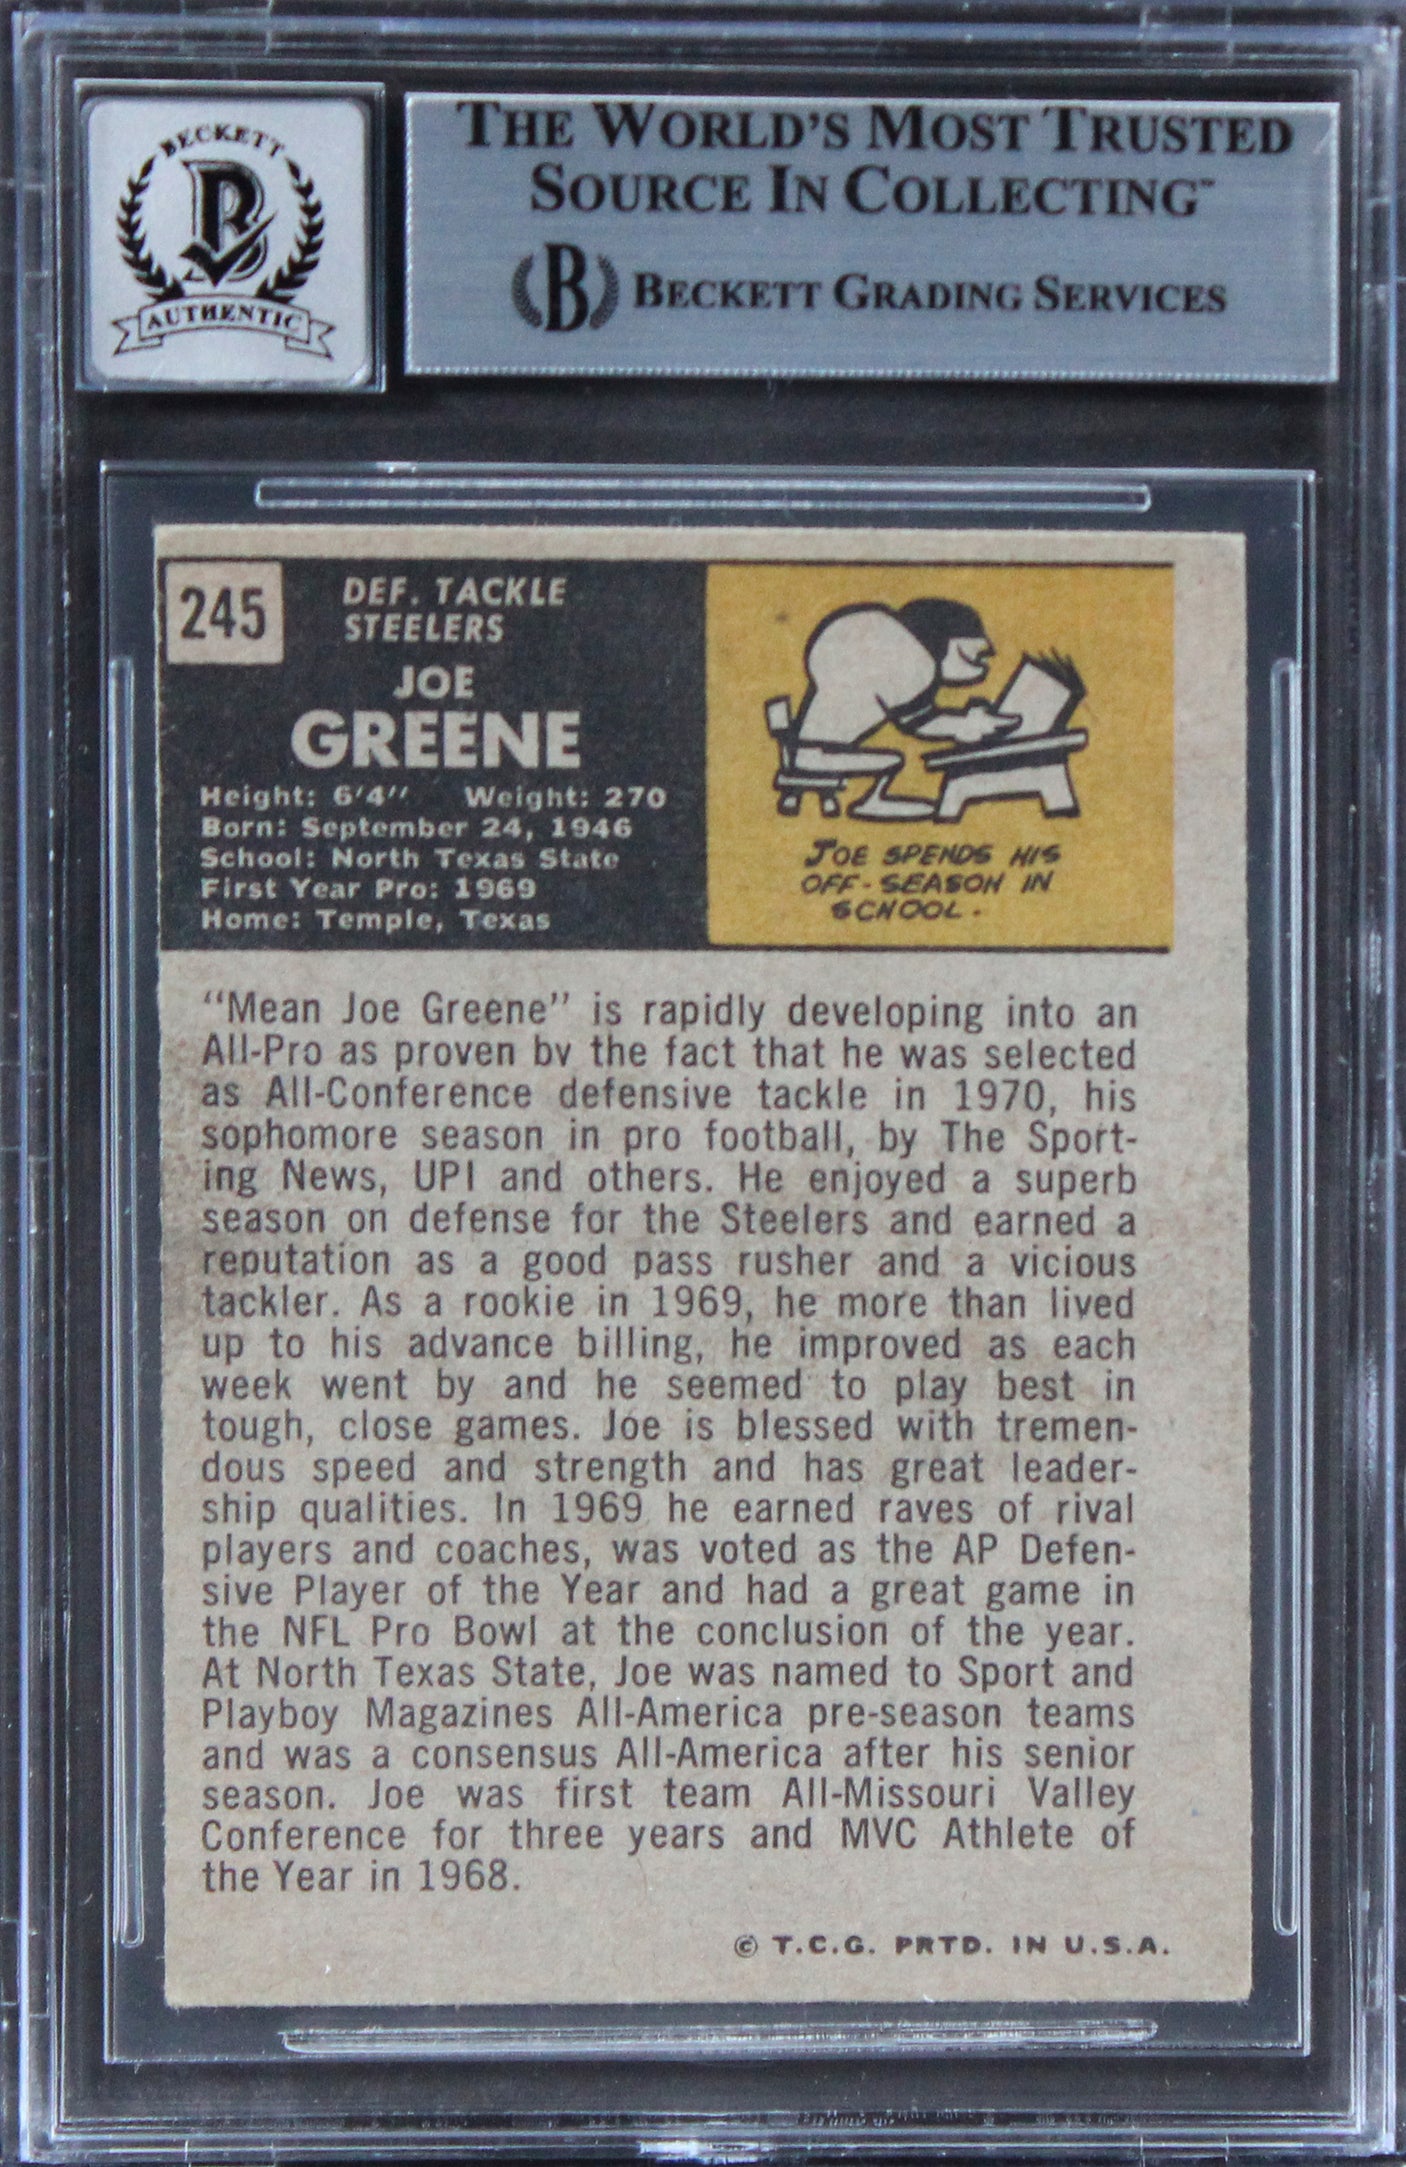 BECKETT
AUTHENTIC
THE WORLD'S MOST TRUSTED
SOURCE IN COLLECTING™
B BECKETT GRADING SERVICES
245
DEF. TACKLE
STEELERS
JOE
GREENE
Height: 6'4'' Weight: 270
Born: September 24, 1946
School: North Texas State
First Year Pro: 1969
Home: Temple, Texas
JOE SPENDS HIS
OFF-SEASON IN
SCHOOL.
"Mean Joe Greene" is rapidly developing into an
All-Pro as proven by the fact that he was selected
as All-Conference defensive tackle in 1970, his
sophomore season in pro football, by The Sport-
ing News, UPI and others. He enjoyed a superb
season on defense for the Steelers and earned a
reputation as a good pass rusher and a vicious
tackler. As a rookie in 1969, he more than lived
up to his advance billing, he improved as each
week went by and he seemed to play best in
tough, close games. Joe is blessed with tremen-
dous speed and strength and has great leader-
ship qualities. In 1969 he earned raves of rival
players and coaches, was voted as the AP Defen-
sive Player of the Year and had a great game in
the NFL Pro Bowl at the conclusion of the year.
At North Texas State, Joe was named to Sport and
Playboy Magazines All-America pre-season teams
and was a consensus All-America after his senior
season. Joe was first team All-Missouri Valley
Conference for three years and MVC Athlete of
the Year in 1968.
© T.C.G. PRTD. IN U.S.A.